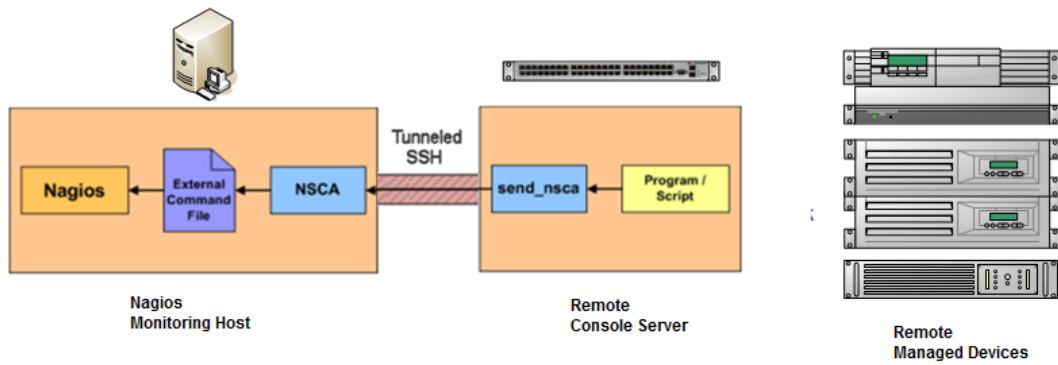 Tunneled
SSH
Nagios
External
Command
File
NSCA
send_nsca
Program /
Script
Nagios
Monitoring Host
Remote
Console Server
Remote
Managed Devices